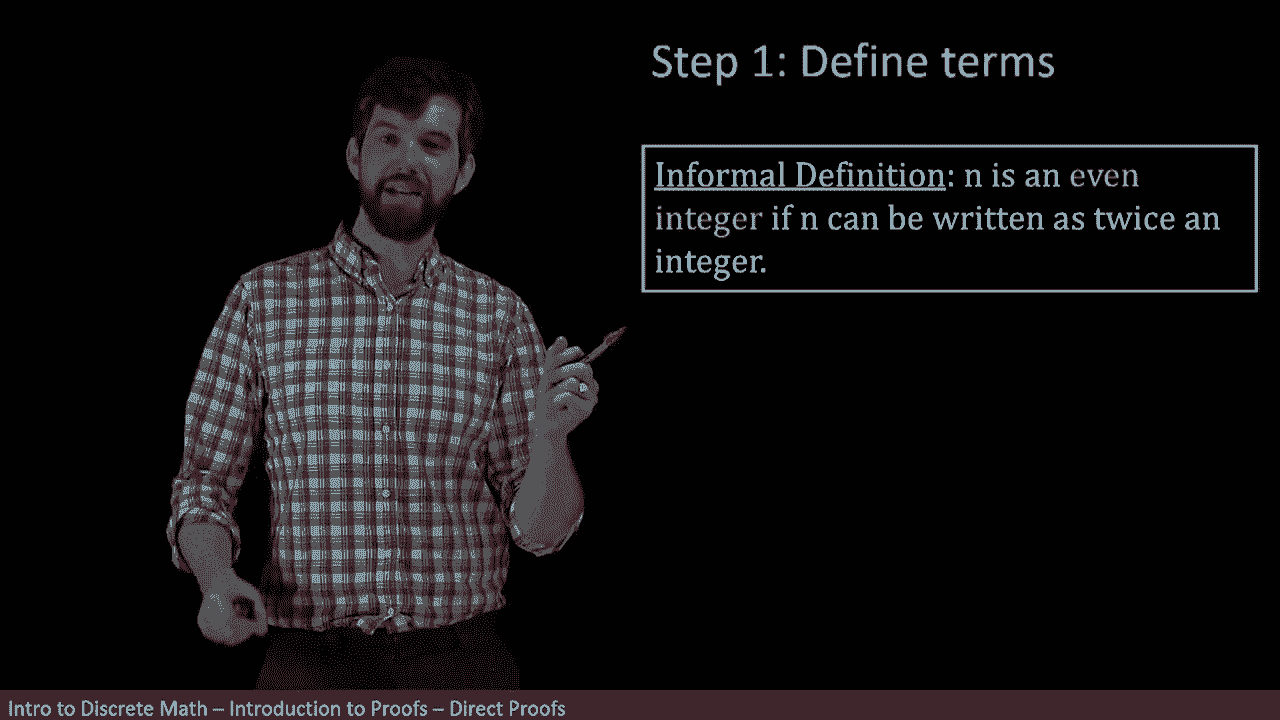 Step 1: Define terms
Informal Definition: n is an even
integer if n can be written as twice an
integer.
Intro to Discrete Math – Introduction to Proofs – Direct Proofs